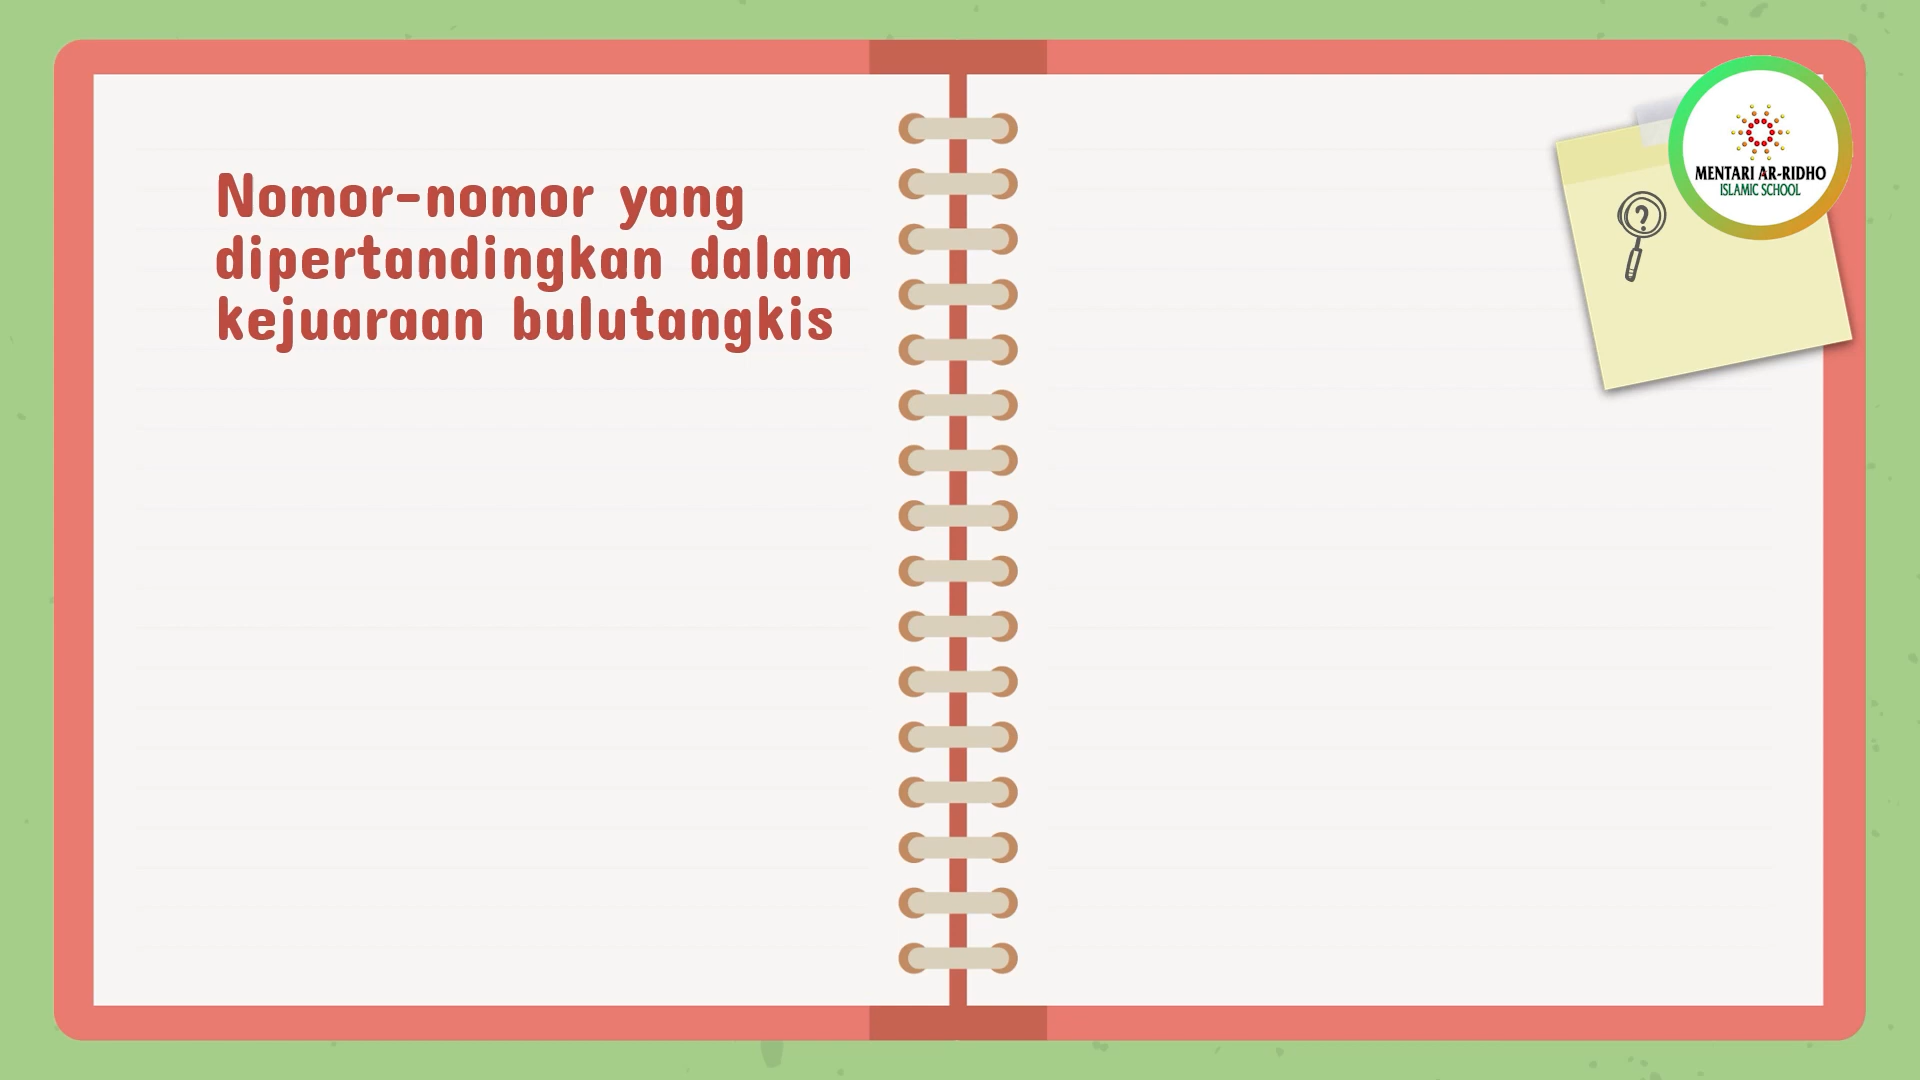 Nomor-nomor yang
dipertandingkan dalam
kejuaraan bulutangkis
?
MENTARI AR-RIDHO
ISLAMIC SCHOOL